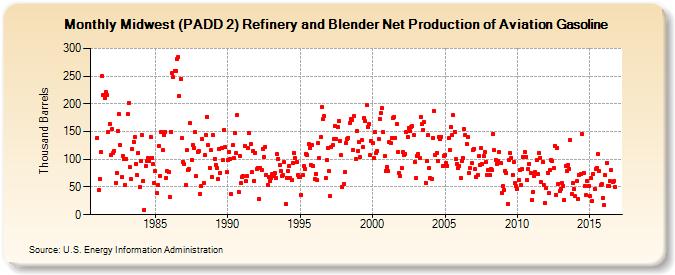 Monthly Midwest (PADD 2) Refinery and Blender Net Production of Aviation Gasoline
Thousand Barrels
300
250
200
150
100
50
0
1985 1990 1995 2000 2005 2010 2015
Source: U.S. Energy Information Administration